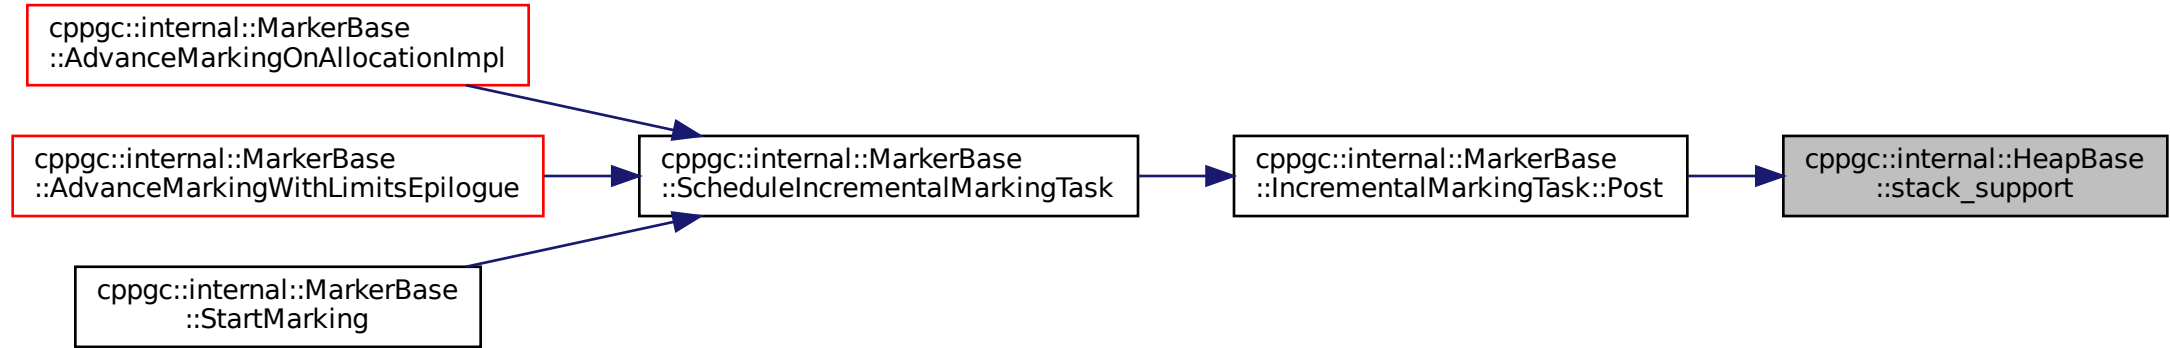 cppgc::internal::MarkerBase
::AdvanceMarkingOnAllocationImpl
cppgc::internal::MarkerBase
::AdvanceMarkingWithLimitsEpilogue
cppgc::internal::MarkerBase
::StartMarking
cppgc::internal::MarkerBase
::ScheduleIncrementalMarkingTask
cppgc::internal::MarkerBase
::IncrementalMarkingTask::Post
cppgc::internal::HeapBase
::stack_support